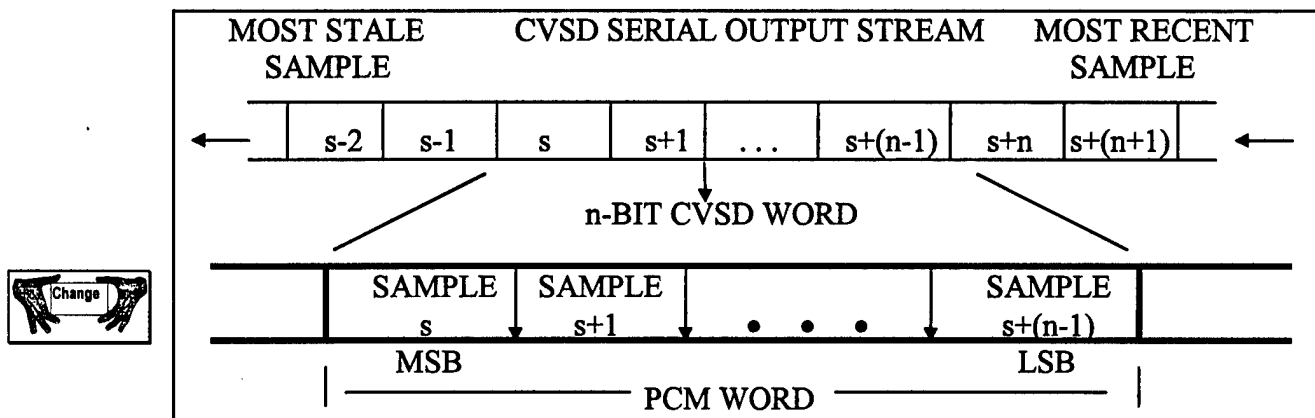 MOST STALE CVSD SERIAL OUTPUT STREAM MOST RECENT
SAMPLE SAMPLE
s-2 s-1 s s+1 . . . s+(n-1) s+n s+(n+1)
n-BIT CVSD WORD
Change
SAMPLE SAMPLE SAMPLE
s s+1 • • • s+(n-1)
MSB LSB
PCM WORD